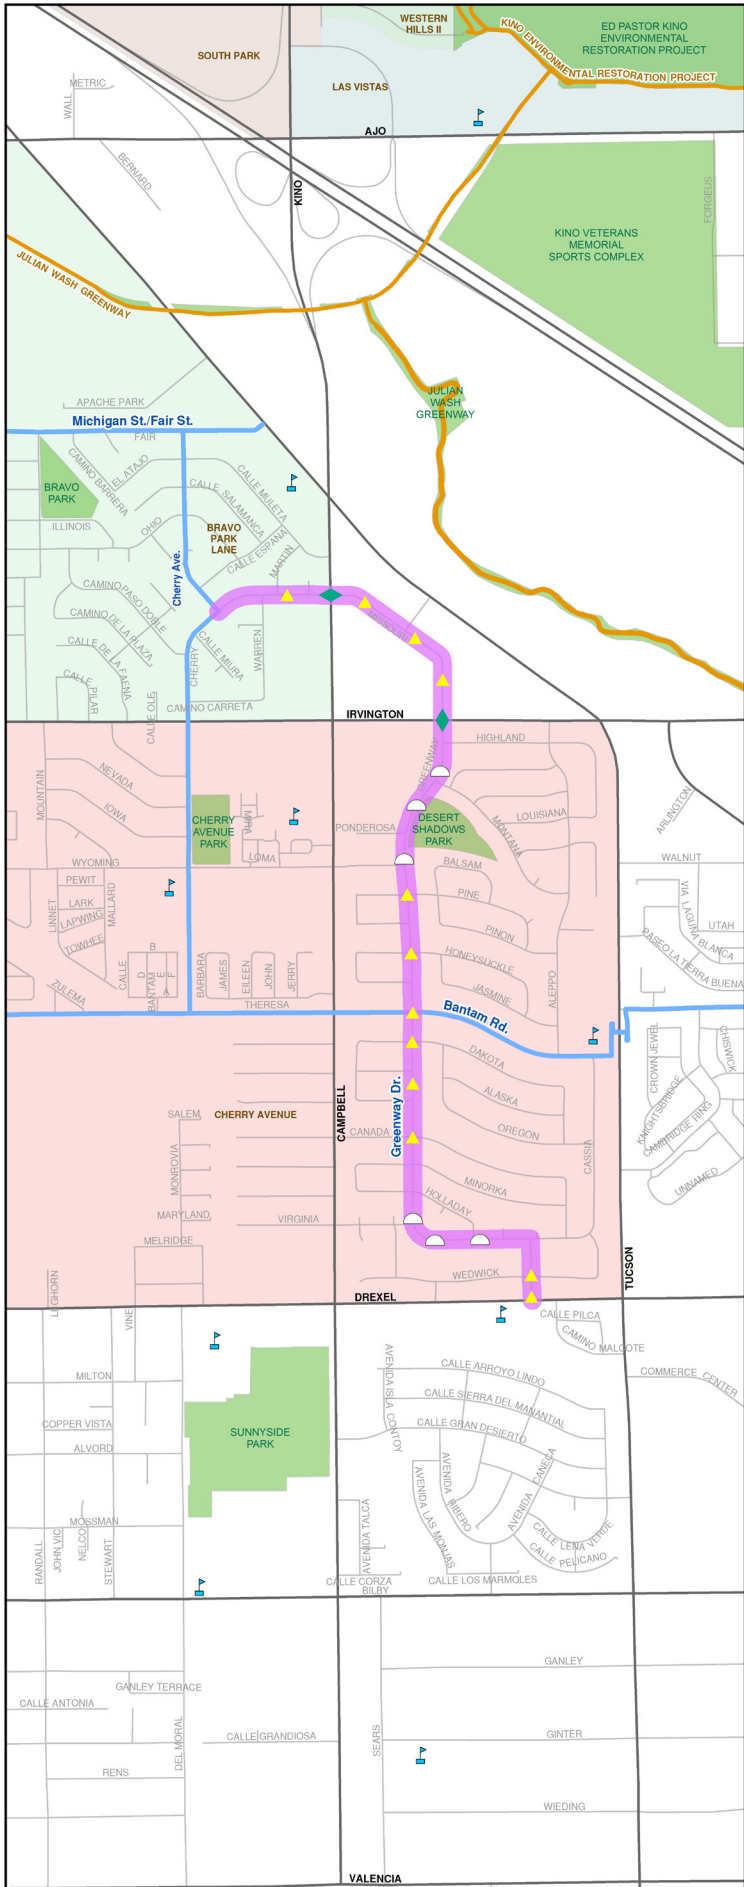 WESTERN
HILLS II
ED PASTOR KINO
ENVIRONMENTAL
RESTORATION PROJECT
KINO ENVIRONMENTAL RESTORATION PROJECT
SOUTH PARK
LAS VISTAS
METRIC
WALL
AJO
BERNARD
KINO
FORGEUS
KINO VETERANS
MEMORIAL
SPORTS COMPLEX
JULIAN WASH GREENWAY
JULIAN
WASH
GREENWAY
APACHE PARK
Michigan St./Fair St.
FAIR
CAMINO BARRERA
EL ATAJO
CALLE MULETA
CALLE SALAMANCA
BRAVO
PARK
ILLINOIS
OHIO
BRAVO
PARK
LANE
CALLE ESPANA
MARTIN
Cherry Ave.
CAMINO PASO DOBLE
CAMINO DE LA PLAZA
CALLE DE LA FAENA
CALLE PILAR
CHERRY
CALLE MIURA
WARREN
MISSOURI
CALLE OLE
CAMINO CARRETA
IRVINGTON
HIGHLAND
GREENWAY
MOUNTAIN
NEVADA
IOWA
CHERRY
AVENUE
PARK
MIRA
LOMA
PONDEROSA
DESERT
SHADOWS
PARK
MONTANA
LOUISIANA
ARLINGTON
WYOMING
PEWIT
LARK
LAPWING
TOWHEE
LINNET
MALLARD
BALSAM
PINE
PINON
HONEYSUCKLE
JASMINE
ALEPPO
WALNUT
VIA LAGUNA BLANCA
UTAH
PASEO LA TIERRA BUENA
ZULEMA
CALLE
B
D
E
F
A
BANTAM
BARBARA
JAMES
EILEEN
JOHN
JERRY
THERESA
Bantam Rd.
DAKOTA
ALASKA
OREGON
CROWN JEWEL
CHISWICK
KNIGHTSBRIDGE
CAMBRIDGE RING
UNNAMED
SALEM
CHERRY AVENUE
CAMPBELL
Greenway Dr.
CANADA
MINORKA
HOLLADAY
CASSIA
MONROVIA
MARYLAND
VIRGINIA
MELRIDGE
WEDWICK
TUCSON
LEGHORN
VINE
DREXEL
CALLE PILCA
CAMINO MALGOTE
MILTON
COPPER VISTA
ALVORD
SUNNYSIDE
PARK
AVENIDA ISLA CONTOY
CALLE ARROYO LINDO
CALLE SIERRA DEL MANANTIAL
CALLE GRAN DESIERTO
COMMERCE CENTER
AVENIDA LAS MONJAS
AVENIDA RIBERO
AVENIDA CANECA
CALLE LENA VERDE
CALLE PELICANO
MOSSMAN
RANDALL
JOHN VIC
NELCO
STEWART
AVENIDA TALCA
CALLE CORZA
BILBY
CALLE LOS MARMOLES
GANLEY
GANLEY TERRACE
CALLE ANTONIA
DEL MORAL
CALLE GRANDIOSA
SEARS
GINTER
RENS
WIEDING
VALENCIA